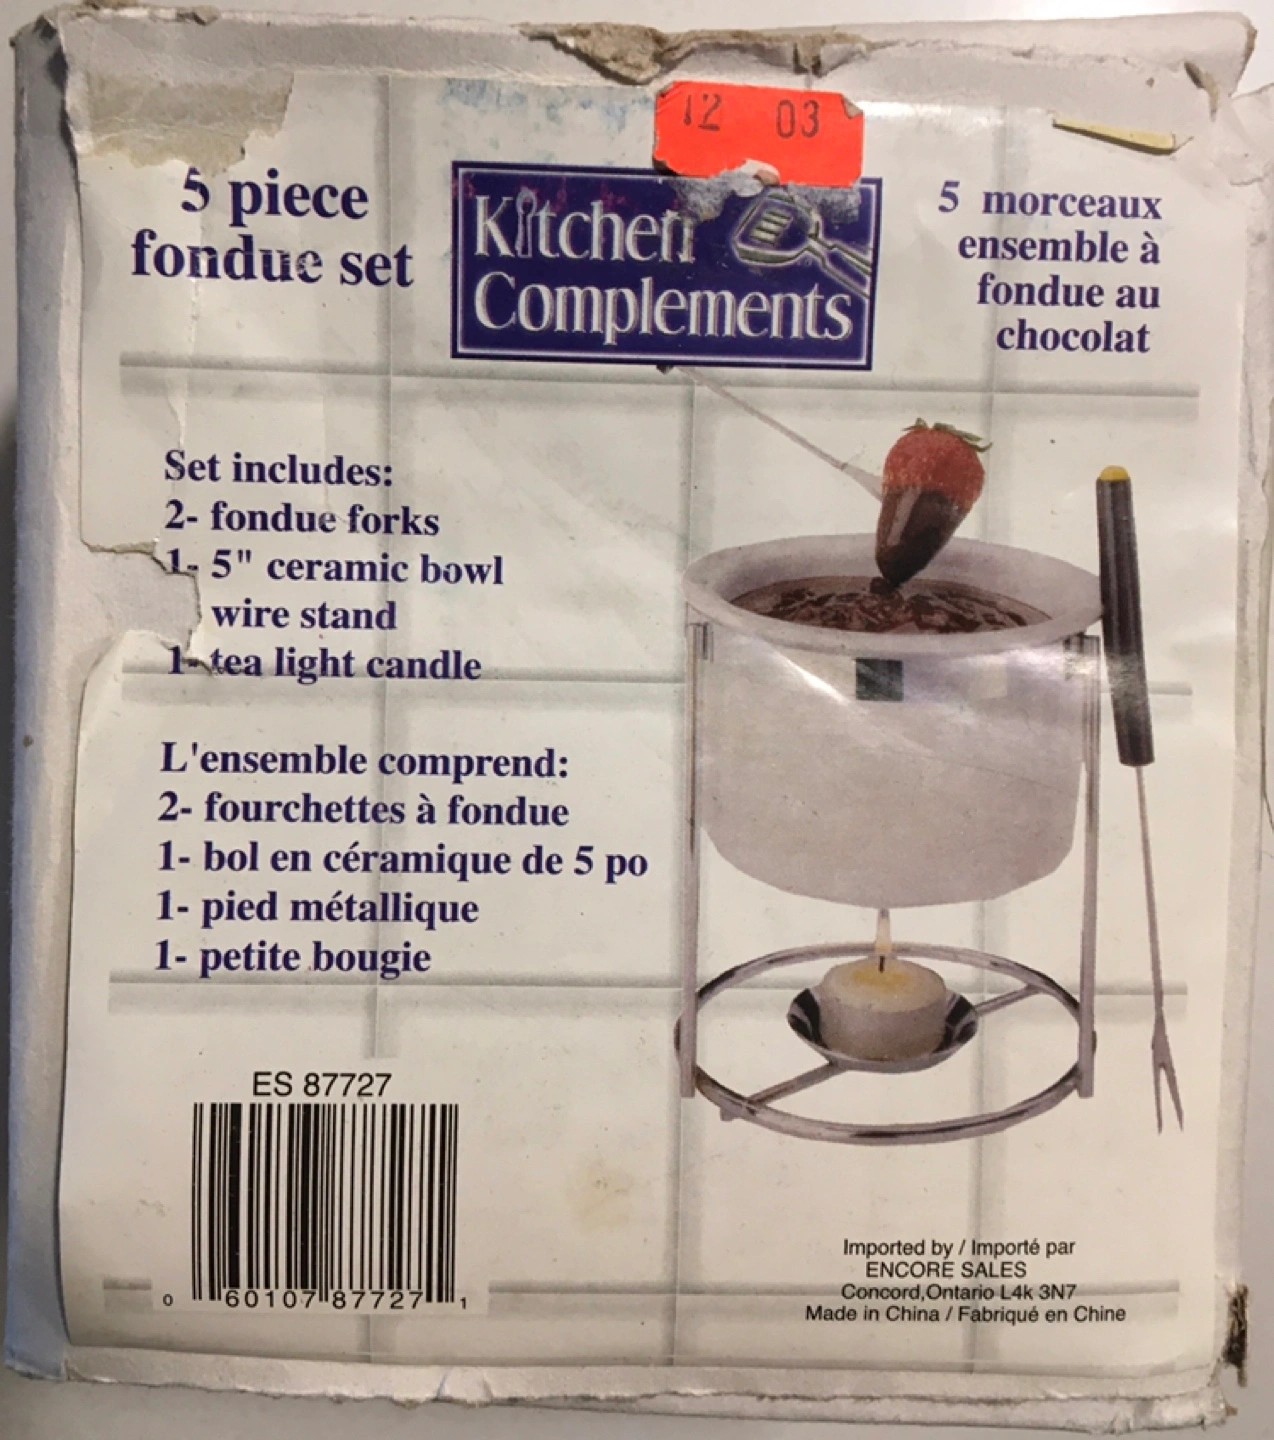 12 03
5 piece
fondue set
Kitchen
Complements
5 morceaux
ensemble à
fondue au
chocolat
Set includes:
2- fondue forks
1- 5" ceramic bowl
wire stand
1- tea light candle
L'ensemble comprend:
2- fourchettes à fondue
1- bol en céramique de 5 po
1- pied métallique
1- petite bougie
ES 87727
0 60107 87727 1
Imported by / Importé par
ENCORE SALES
Concord,Ontario L4k 3N7
Made in China / Fabriqué en Chine